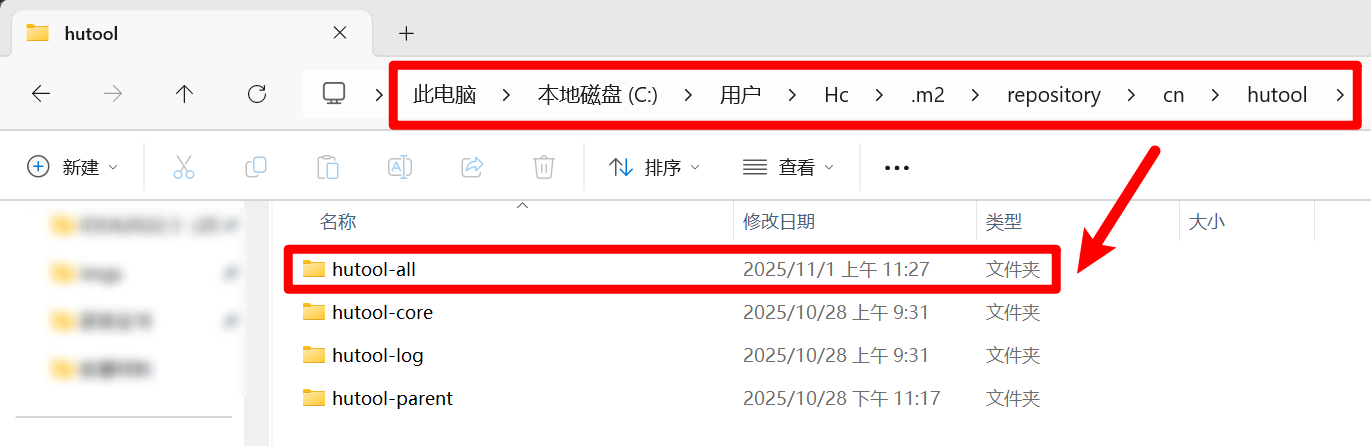 hutool
此电脑 > 本地磁盘 (C:) > 用户 > Hc > .m2 > repository > cn > hutool >
新建 排序 查看
名称 修改日期 类型 大小
hutool-all 2025/11/1 上午 11:27 文件夹
hutool-core 2025/10/28 上午 9:31 文件夹
hutool-log 2025/10/28 上午 9:31 文件夹
hutool-parent 2025/10/28 下午 11:17 文件夹